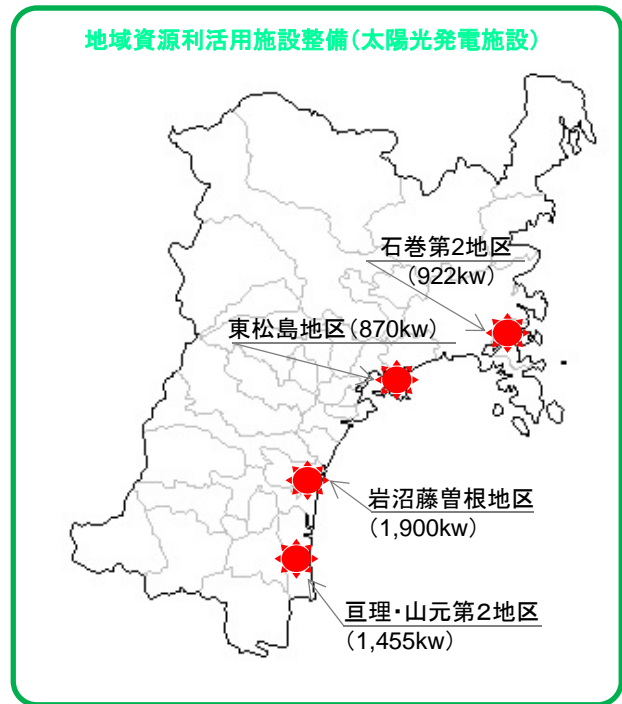 地域資源利活用施設整備（太陽光発電施設）
石巻第2地区
（922kw）
東松島地区（870kw）
岩沼藤曽根地区
（1,900kw）
亘理・山元第2地区
（1,455kw）